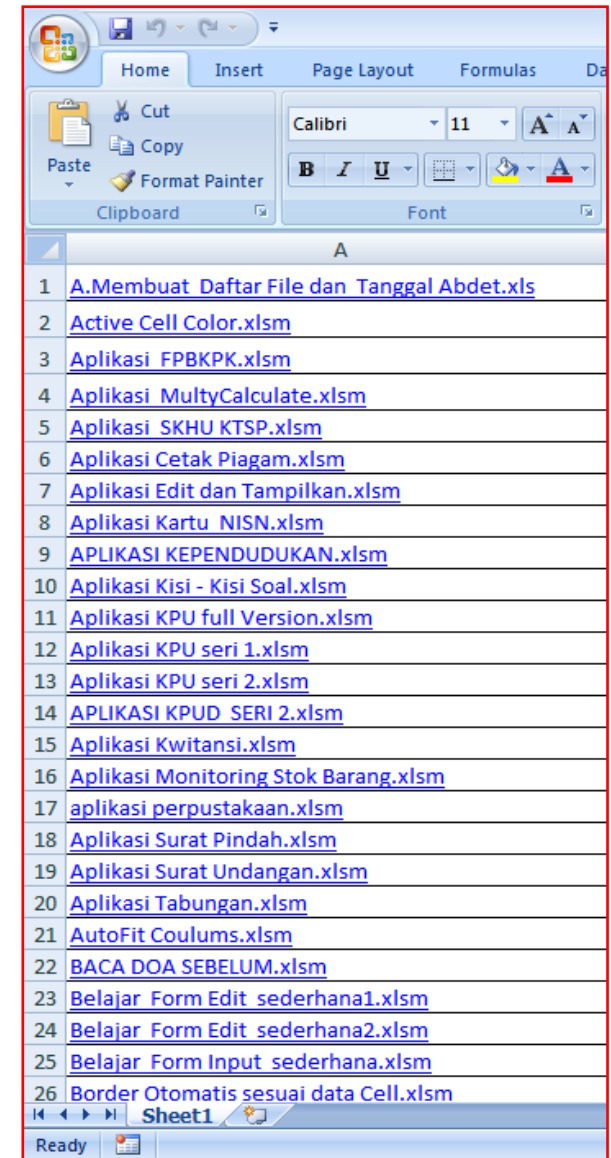 Home Insert Page Layout Formulas Da
Cut
Calibri 11 A A
Copy
Paste
Format Painter
B I U A
Clipboard Font
A
1 A.Membuat  Daftar File dan  Tanggal Abdet.xls
2 Active Cell Color.xlsm
3 Aplikasi  FPBKPK.xlsm
4 Aplikasi  MultyCalculate.xlsm
5 Aplikasi  SKHU KTSP.xlsm
6 Aplikasi Cetak Piagam.xlsm
7 Aplikasi Edit dan Tampilkan.xlsm
8 Aplikasi Kartu  NISN.xlsm
9 APLIKASI KEPENDUDUKAN.xlsm
10 Aplikasi Kisi - Kisi Soal.xlsm
11 Aplikasi KPU full Version.xlsm
12 Aplikasi KPU seri 1.xlsm
13 Aplikasi KPU seri 2.xlsm
14 APLIKASI KPUD  SERI 2.xlsm
15 Aplikasi Kwitansi.xlsm
16 Aplikasi Monitoring Stok Barang.xlsm
17 aplikasi perpustakaan.xlsm
18 Aplikasi Surat Pindah.xlsm
19 Aplikasi Surat Undangan.xlsm
20 Aplikasi Tabungan.xlsm
21 AutoFit Coulums.xlsm
22 BACA DOA SEBELUM.xlsm
23 Belajar  Form Edit  sederhana1.xlsm
24 Belajar  Form Edit  sederhana2.xlsm
25 Belajar  Form Input  sederhana.xlsm
26 Border Otomatis sesuai data Cell.xlsm
Sheet1
Ready